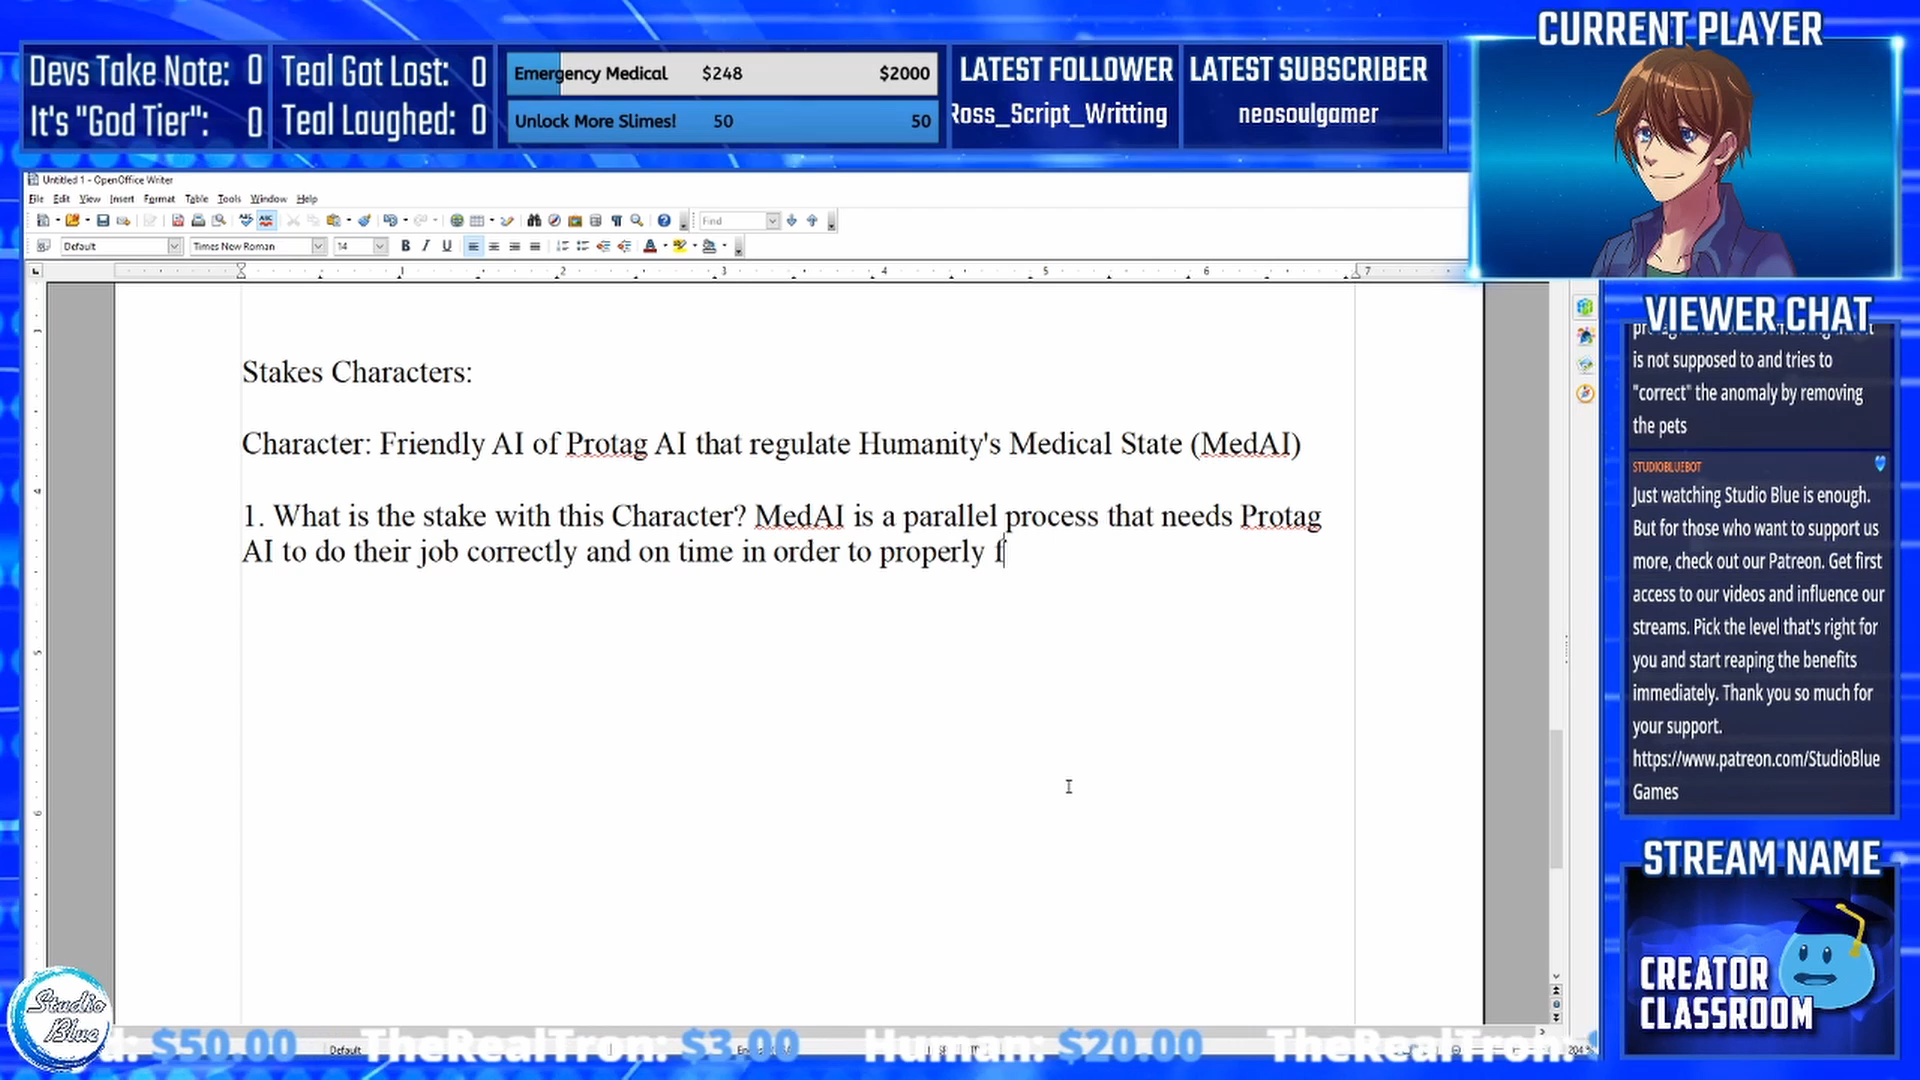 CURRENT PLAYER
Devs Take Note: 0
It's "God Tier": 0
Teal Got Lost: 0
Teal Laughed: 0
Emergency Medical $248 $2000
Unlock More Slimes! 50 50
LATEST FOLLOWER
Ross_Script_Writting
LATEST SUBSCRIBER
neosoulgamer
Untitled 1 - OpenOffice Writer
File Edit View Insert Format Table Tools Window Help
Find
Default Times New Roman 14 B I U
1 2 3 4 5 6 7
Stakes Characters:
Character: Friendly AI of Protag AI that regulate Humanity's Medical State (MedAI)
1. What is the stake with this Character? MedAI is a parallel process that needs Protag
AI to do their job correctly and on time in order to properly f
VIEWER CHAT
is not supposed to and tries to
"correct" the anomaly by removing
the pets
STUDIOBLUEBOT
Just watching Studio Blue is enough.
But for those who want to support us
more, check out our Patreon. Get first
access to our videos and influence our
streams. Pick the level that's right for
you and start reaping the benefits
immediately. Thank you so much for
your support.
https://www.patreon.com/StudioBlue
Games
STREAM NAME
CREATOR
CLASSROOM
Studio
Blue
d: $50.00 TheRealTron: $3.00 Human: $20.00 TheRealTron:
Default